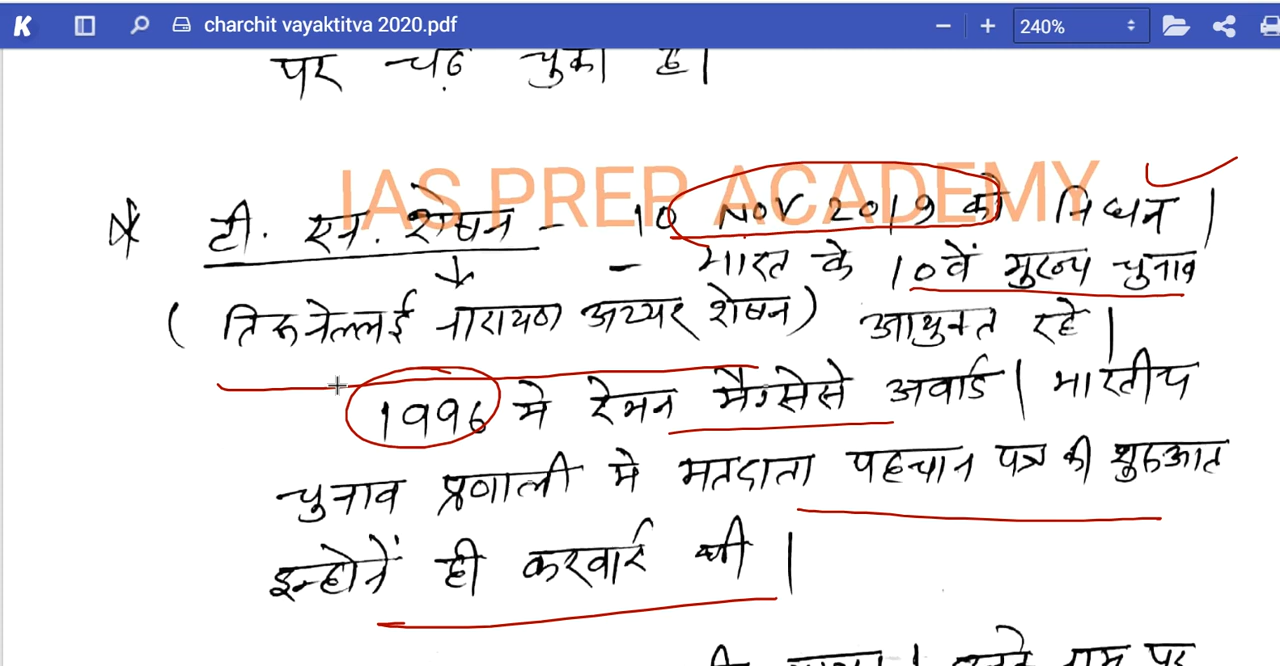 charchit vayaktitva 2020.pdf
240%
पर चढ़ चुका है।
IAS PREP ACADEMY
टी. एन. शेषन - 10 NOV 2019 को निधन।
- भारत के 10वें मुख्य चुनाव
( तिरुनेल्लई नारायण अय्यर शेषन ) आयुक्त रहे।
1996 में रेमन मैग्सेसे अवार्ड। भारतीय
चुनाव प्रणाली में मतदाता पहचान पत्र की शुरुआत
इन्होनें ही करवाई थी।
पर